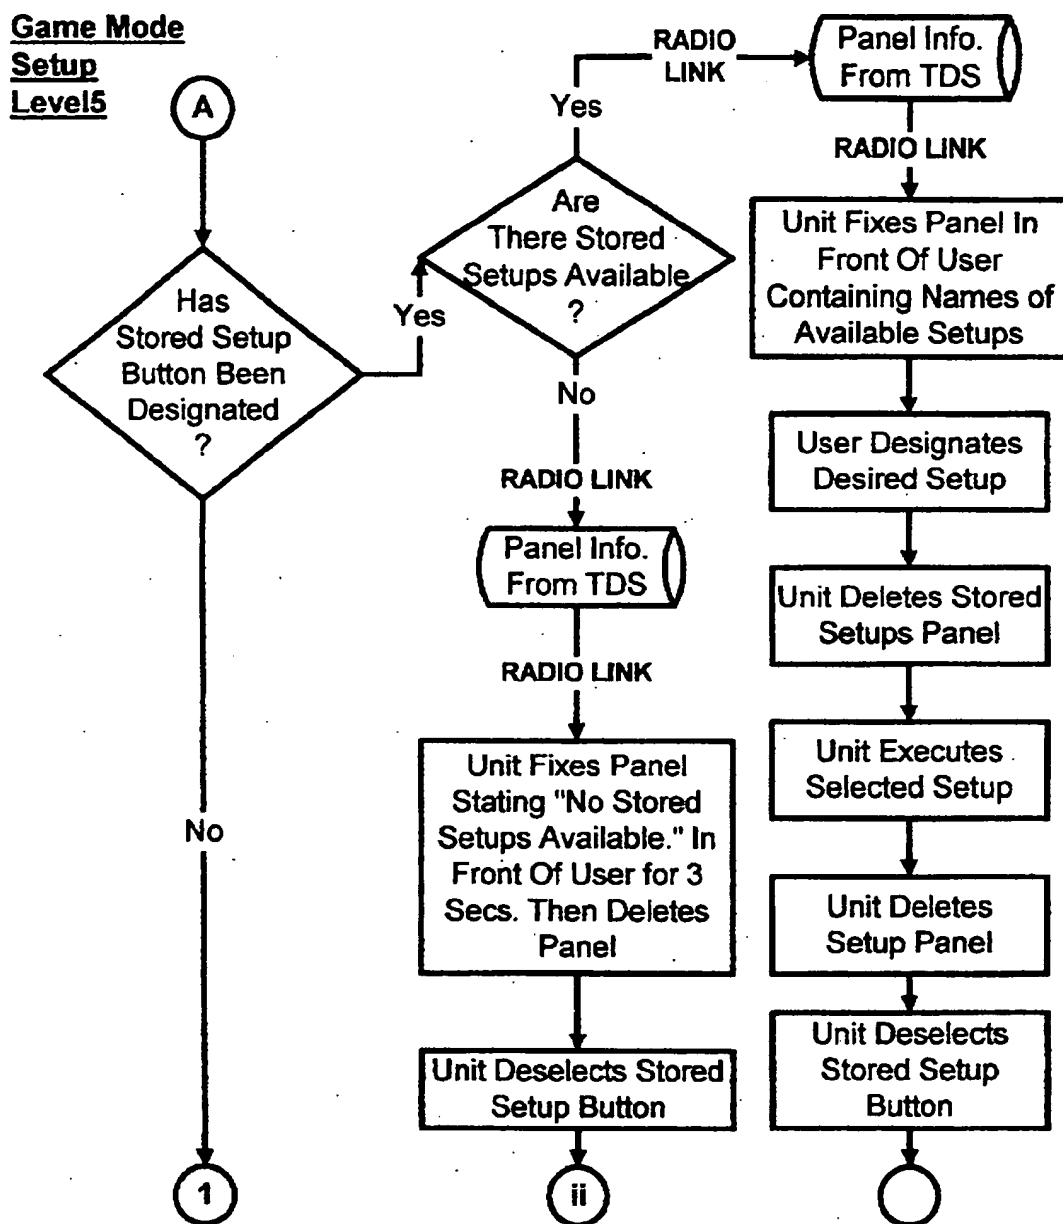 Game Mode
Setup
Level5
A
Has
Stored Setup
Button Been
Designated
?
Yes
No
1
Are
There Stored
Setups Available
?
Yes
RADIO
LINK
Panel Info.
From TDS
RADIO LINK
Unit Fixes Panel In
Front Of User
Containing Names of
Available Setups
User Designates
Desired Setup
Unit Deletes Stored
Setups Panel
Unit Executes
Selected Setup
Unit Deletes
Setup Panel
Unit Deselects
Stored Setup
Button
No
RADIO LINK
Panel Info.
From TDS
RADIO LINK
Unit Fixes Panel
Stating "No Stored
Setups Available." In
Front Of User for 3
Secs. Then Deletes
Panel
Unit Deselects Stored
Setup Button
ii